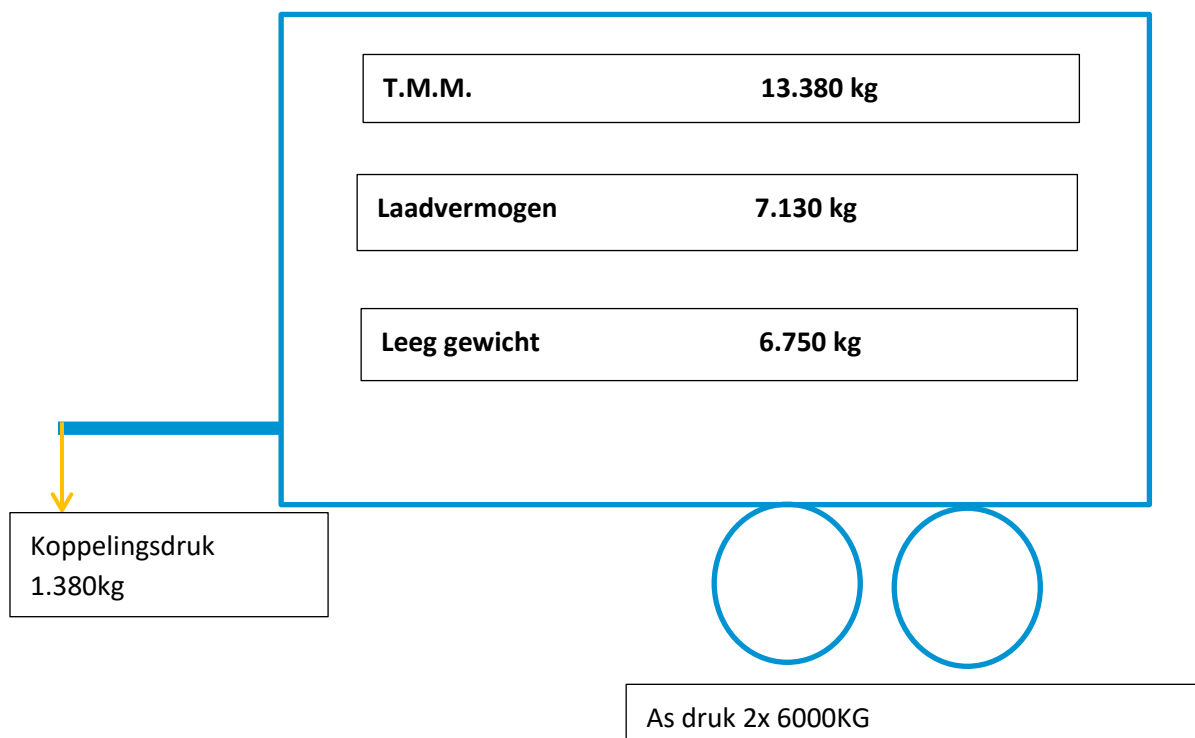 T.M.M. 13.380 kg
Laadvermogen 7.130 kg
Leeg gewicht 6.750 kg
Koppelingsdruk
1.380kg
As druk 2x 6000KG